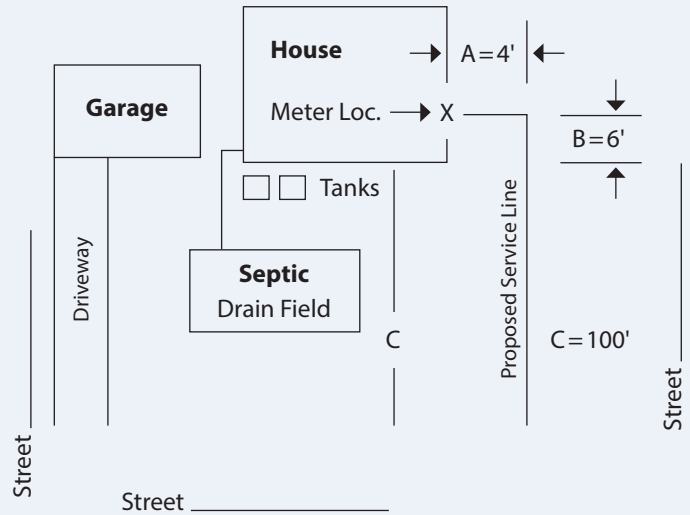 House
A=4'
Garage
Meter Loc.
X
B=6'
Tanks
Driveway
Septic
Drain Field
Proposed Service Line
C
C=100'
Street
Street
Street